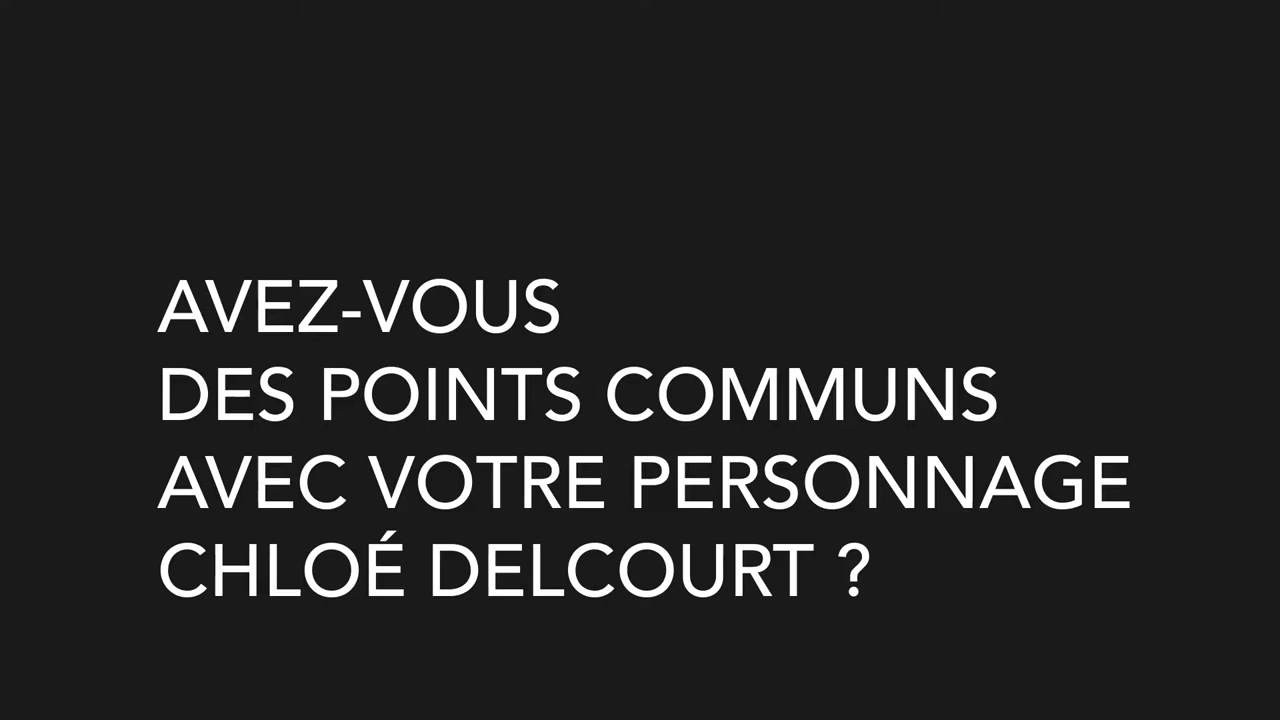 AVEZ-VOUS
DES POINTS COMMUNS
AVEC VOTRE PERSONNAGE
CHLOÉ DELCOURT ?